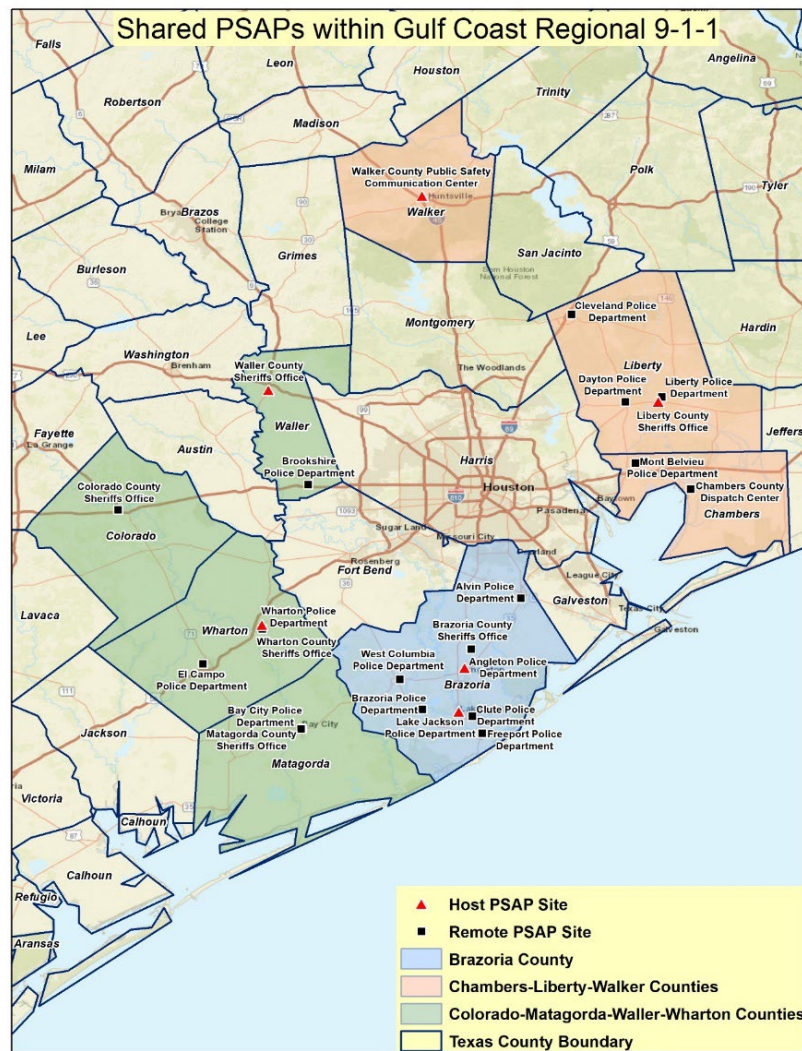 Shared PSAPs within Gulf Coast Regional 9-1-1
Falls
Leon
Houston
Angelina
Robertson
Trinity
Madison
Milam
Polk
Tyler
Walker County Public Safety
Communication Center
Huntsville
Walker
Brazos
College
Station
Grimes
San Jacinto
Burleson
Sam Houston
National Forest
Cleveland Police
Department
Montgomery
Hardin
Lee
Washington
Brenham
The Woodlands
Liberty
Waller County
Sheriffs Office
Dayton Police
Department
Liberty Police
Department
Liberty County
Sheriffs Office
Fayette
La Grange
Waller
Austin
Harris
Houston
Jeffers
Mont Belvieu
Police Department
Brookshire
Police Department
Colorado County
Sheriffs Office
Baytown
Chambers County
Dispatch Center
Chambers
Pasadena
1093
Sugar Land
Missouri City
Colorado
Rosenberg
Fort Bend
League City
Galveston
Texas City
Galveston
Alvin Police
Department
Lavaca
Wharton Police
Department
Wharton
Wharton County
Sheriffs Office
Brazoria County
Sheriffs Office
West Columbia
Police Department
Angleton Police
Department
El Campo
Police Department
Brazoria
Brazoria Police
Department
Clute Police
Department
Lake Jackson
Police Department
Freeport Police
Department
Bay City Police
Department
Bay City
Matagorda County
Sheriffs Office
Jackson
Matagorda
Victoria
Calhoun
Calhoun
Refugio
Aransas
Host PSAP Site
Remote PSAP Site
Brazoria County
Chambers-Liberty-Walker Counties
Colorado-Matagorda-Waller-Wharton Counties
Texas County Boundary